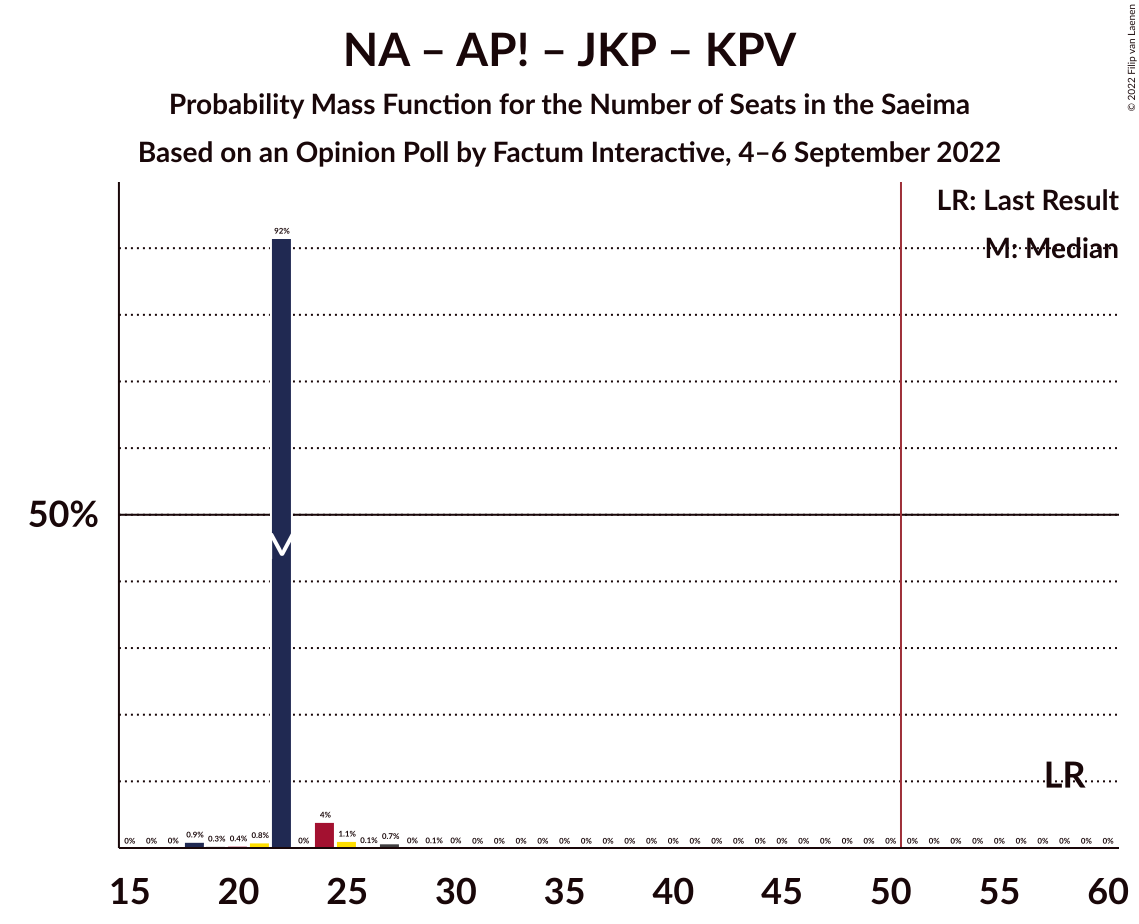 NA – AP! – JKP – KPV
Probability Mass Function for the Number of Seats in the Saeima
Based on an Opinion Poll by Factum Interactive, 4–6 September 2022
© 2022 Filip van Laenen
LR: Last Result
M: Median
92%
50%
LR
0% 0% 0% 0.9% 0.3% 0.4% 0.8% 0% 4% 1.1% 0.1% 0.7% 0% 0.1% 0% 0% 0% 0% 0% 0% 0% 0% 0% 0% 0% 0% 0% 0% 0% 0% 0% 0% 0% 0% 0% 0% 0% 0% 0% 0% 0% 0% 0% 0% 0%
15 20 25 30 35 40 45 50 55 60